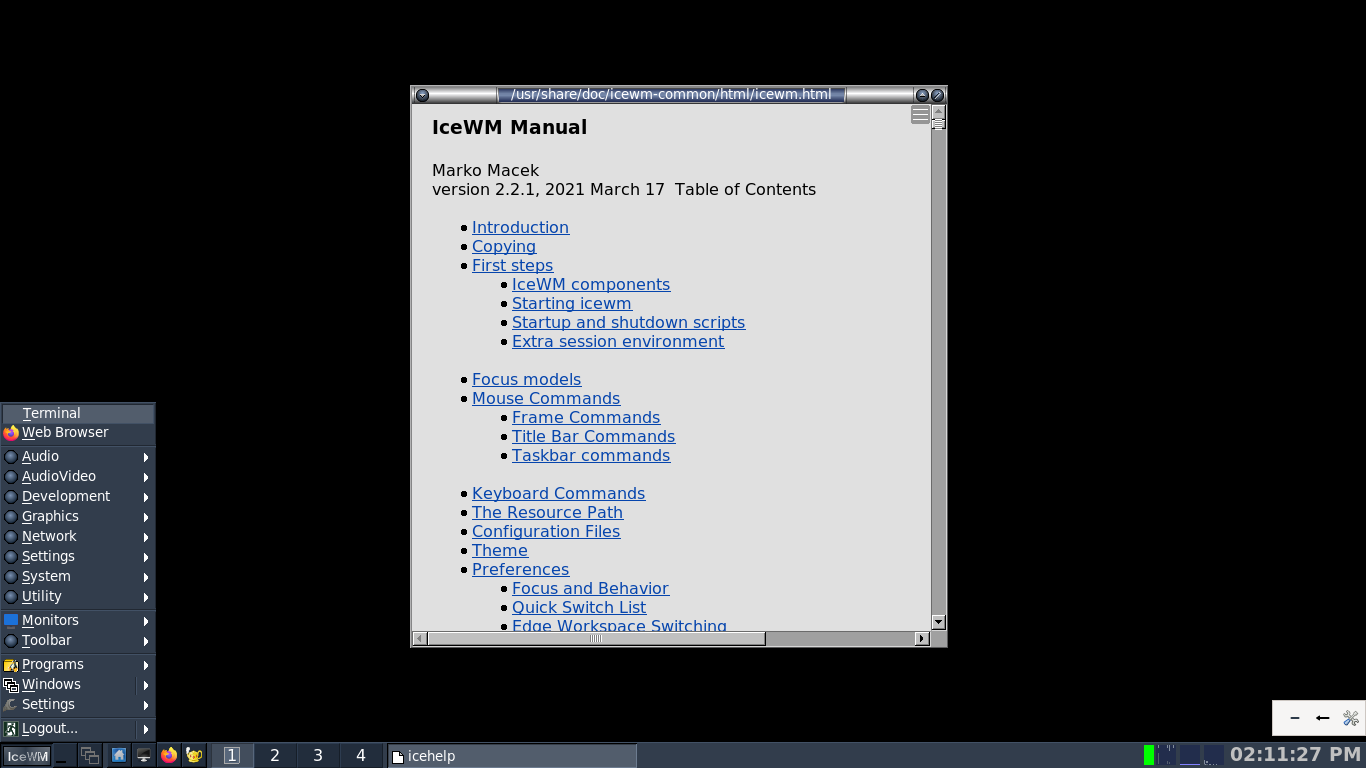 /usr/share/doc/icewm-common/html/icewm.html
IceWM Manual
Marko Macek
version 2.2.1, 2021 March 17 Table of Contents
Introduction
Copying
First steps
IceWM components
Starting icewm
Startup and shutdown scripts
Extra session environment
Focus models
Mouse Commands
Frame Commands
Title Bar Commands
Taskbar commands
Keyboard Commands
The Resource Path
Configuration Files
Theme
Preferences
Focus and Behavior
Quick Switch List
Edge Workspace Switching
Terminal
Web Browser
Audio
AudioVideo
Development
Graphics
Network
Settings
System
Utility
Monitors
Toolbar
Programs
Windows
Settings
Logout...
IceWM
1 2 3 4
icehelp
02:11:27 PM